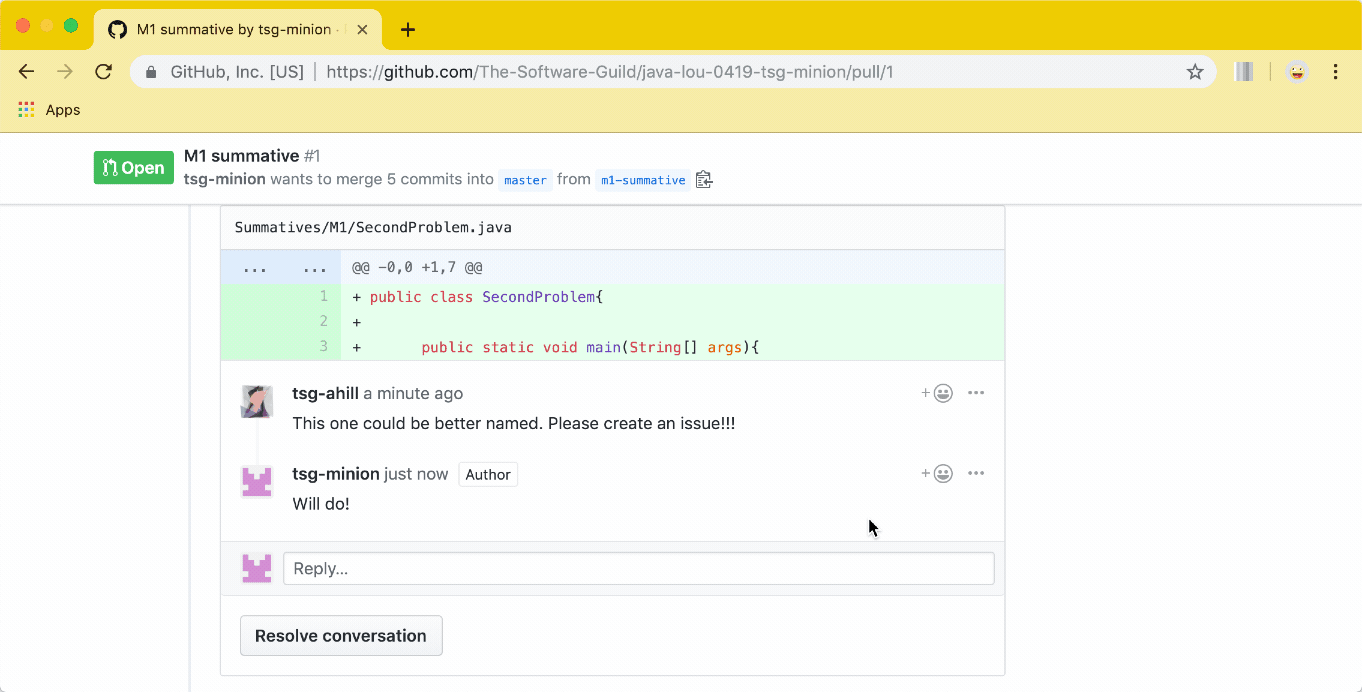 M1 summative by tsg-minion ·
GitHub, Inc. [US] | https://github.com/The-Software-Guild/java-lou-0419-tsg-minion/pull/1
Apps
Open
M1 summative #1
tsg-minion wants to merge 5 commits into master from m1-summative
Summatives/M1/SecondProblem.java
... ... @@ -0,0 +1,7 @@
1 + public class SecondProblem{
2 +
3 + public static void main(String[] args){
tsg-ahill a minute ago
This one could be better named. Please create an issue!!!
tsg-minion just now Author
Will do!
Reply...
Resolve conversation